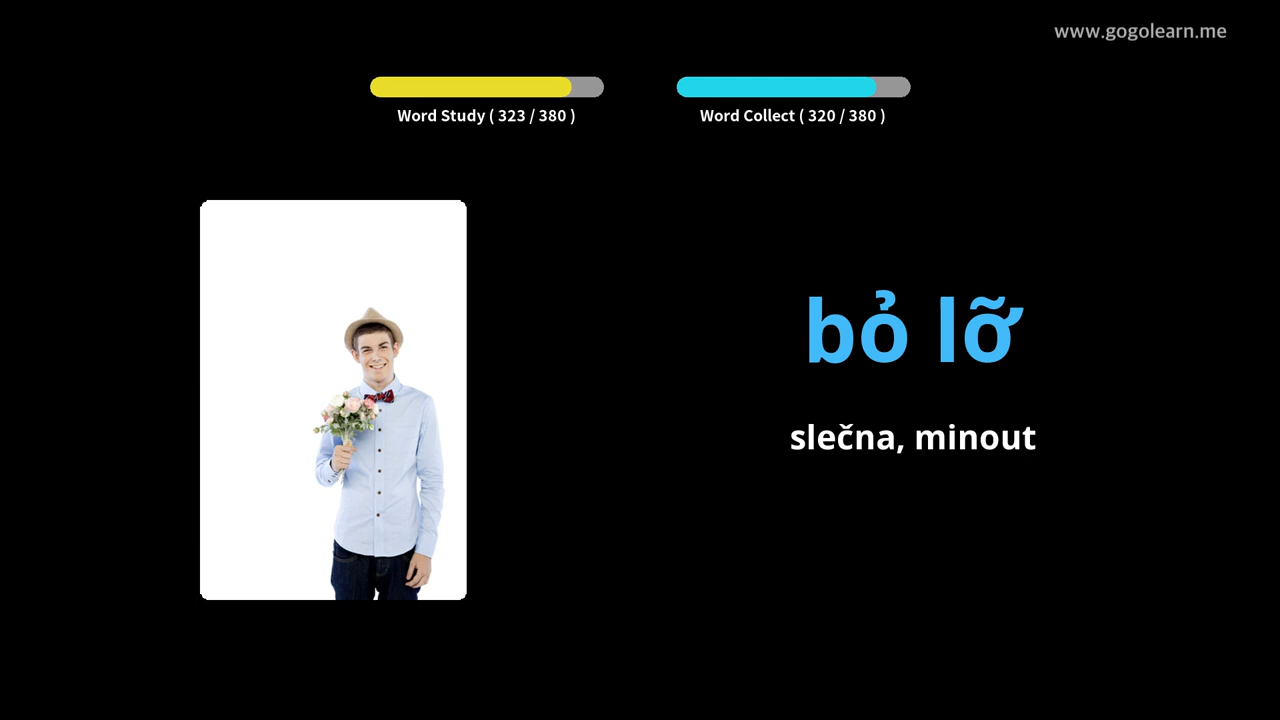 www.gogolearn.me
Word Study ( 323 / 380 )
Word Collect ( 320 / 380 )
bỏ lỡ
slečna, minout